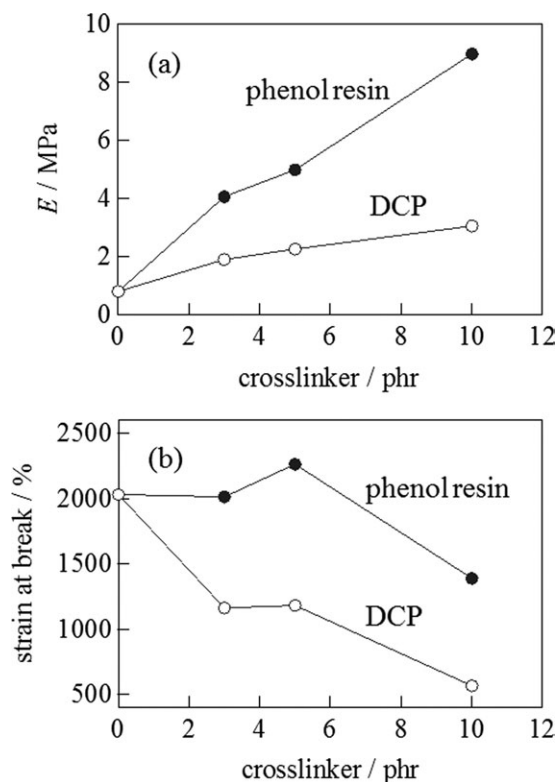 10
(a)
8
phenol resin
6
E / MPa
4
DCP
2
0
0 2 4 6 8 10 12
crosslinker / phr
2500
(b)
2000
phenol resin
1500
strain at break / %
DCP
1000
500
0 2 4 6 8 10 12
crosslinker / phr